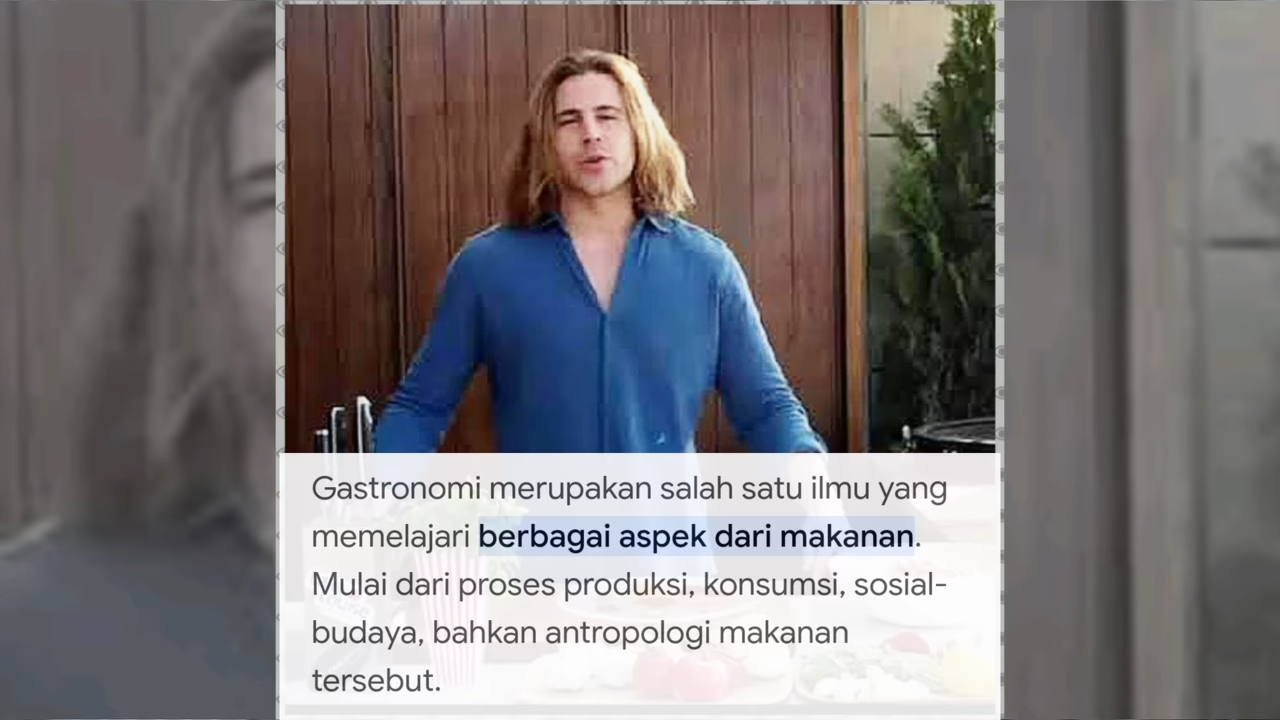 Gastronomi merupakan salah satu ilmu yang
memelajari berbagai aspek dari makanan.
Mulai dari proses produksi, konsumsi, sosial-
budaya, bahkan antropologi makanan
tersebut.